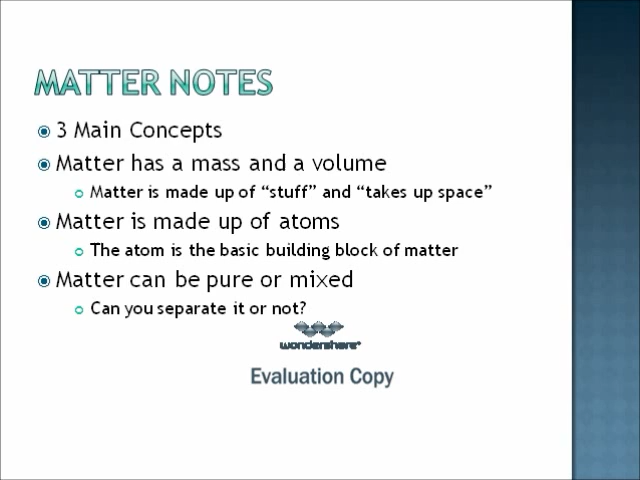 MATTER NOTES
3 Main Concepts
Matter has a mass and a volume
Matter is made up of “stuff” and “takes up space”
Matter is made up of atoms
The atom is the basic building block of matter
Matter can be pure or mixed
Can you separate it or not?
wondershare
Evaluation Copy